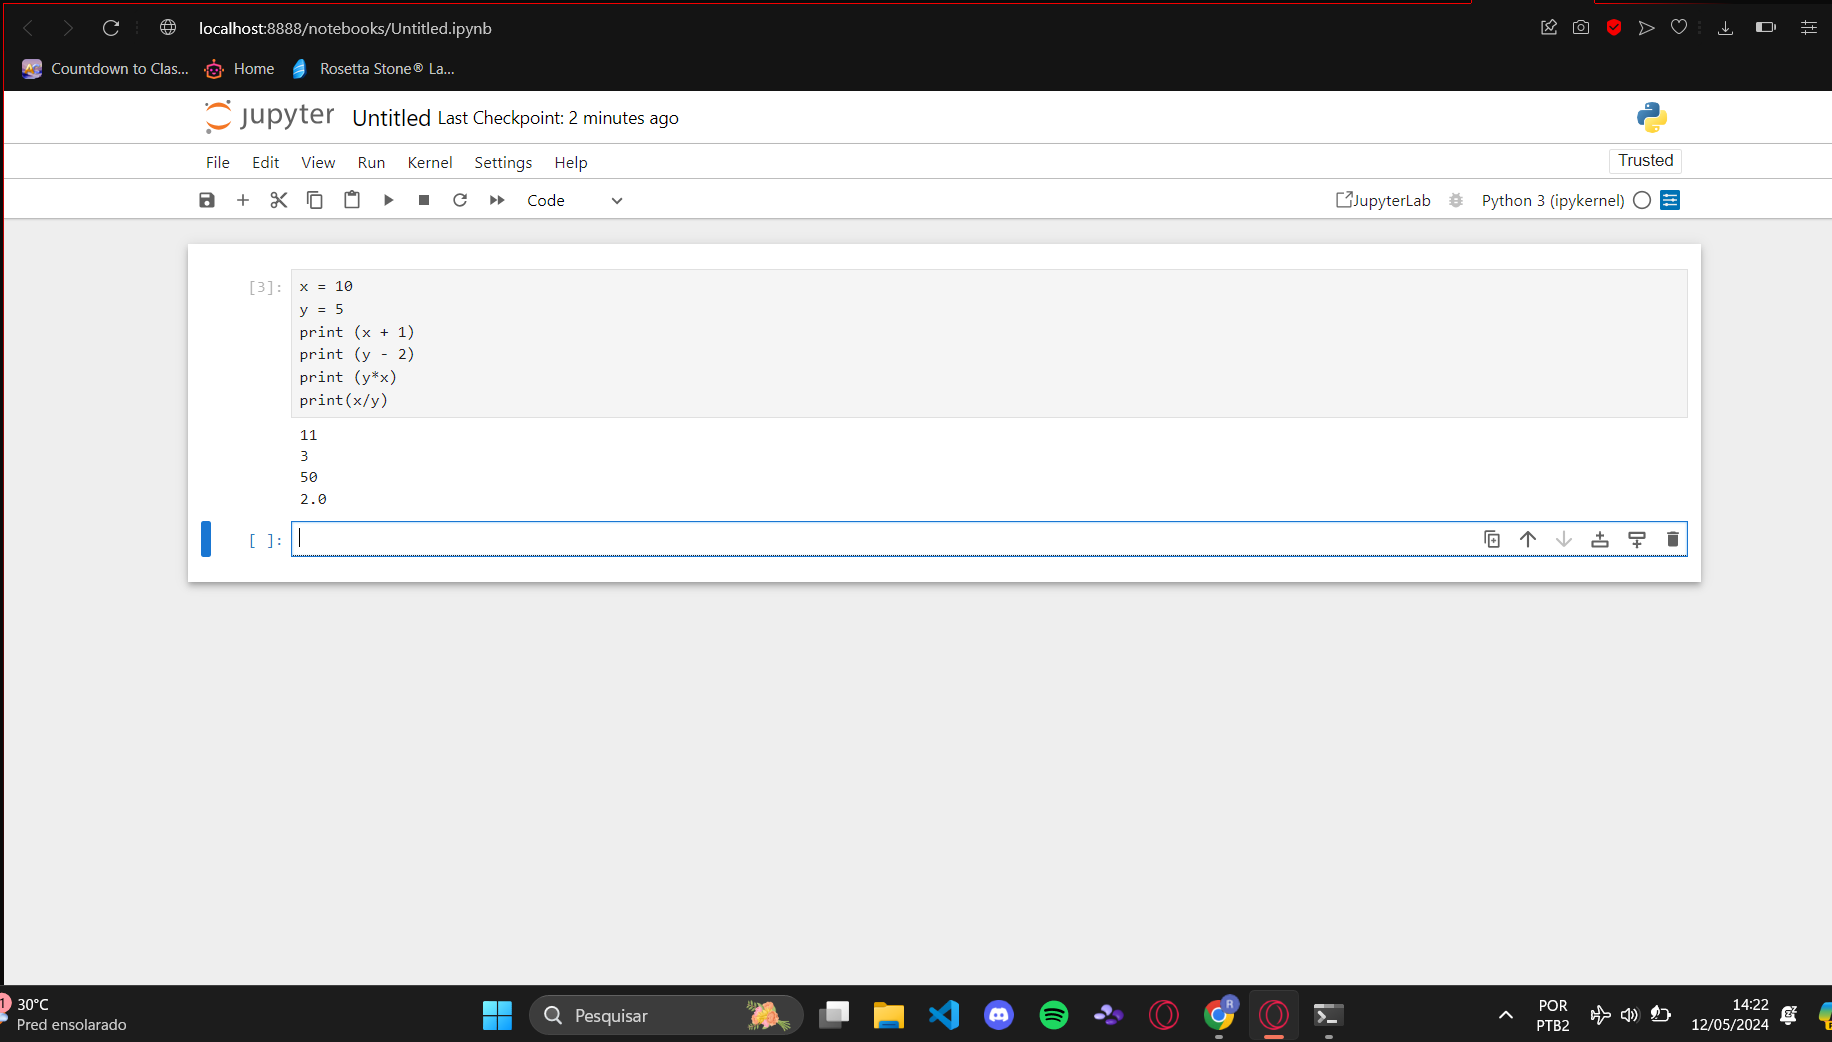 localhost:8888/notebooks/Untitled.ipynb
Countdown to Clas... Home Rosetta Stone® La...
jupyter Untitled Last Checkpoint: 2 minutes ago
File Edit View Run Kernel Settings Help Trusted
Code JupyterLab Python 3 (ipykernel)
[3]: x = 10
y = 5
print (x + 1)
print (y - 2)
print (y*x)
print(x/y)
11
3
50
2.0
[ ]:
1 30°C
Pred ensolarado
Pesquisar
R
POR
PTB2
14:22
12/05/2024